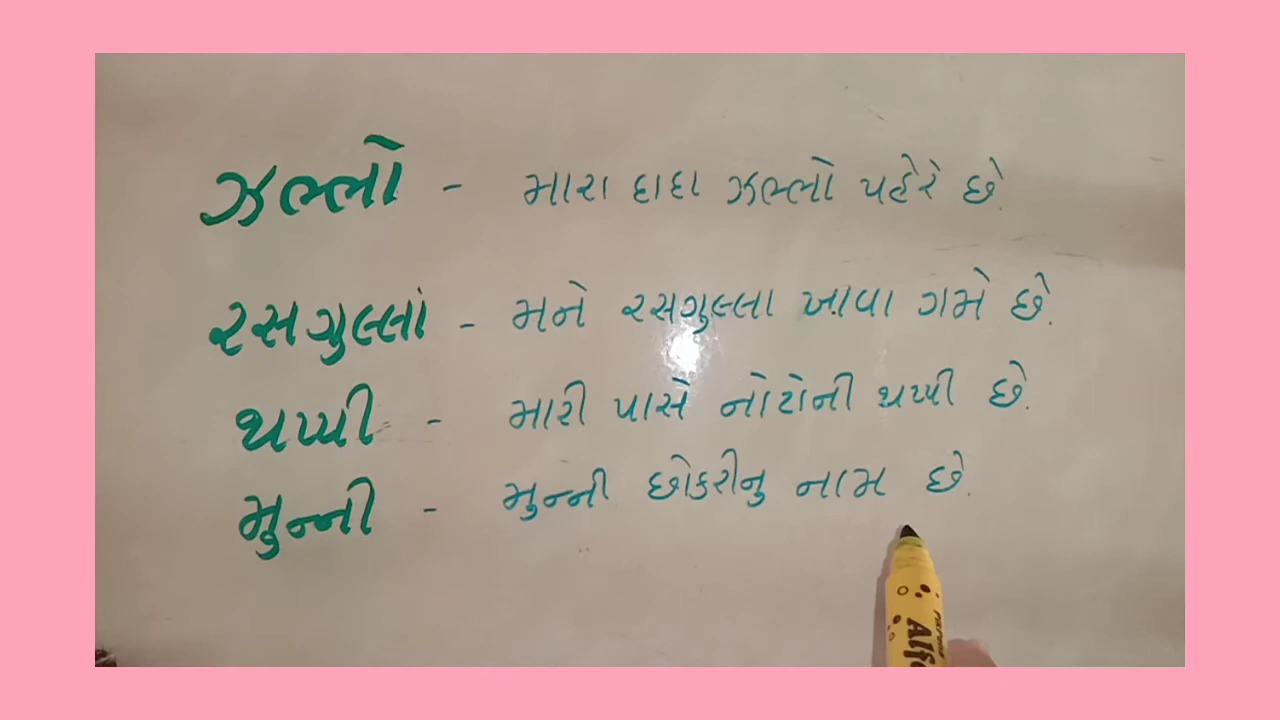 ઝભ્ભો - મારા દાદા ઝભ્ભો પહેરે છે.
રસગુલ્લાં - મને રસગુલ્લા ખાવા ગમે છે.
થપ્પી - મારી પાસે નોટોની થપ્પી છે.
મુન્ની - મુન્ની છોકરીનુ નામ છે.